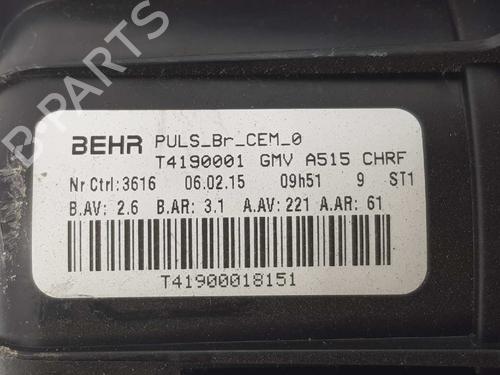 BEHR PULS_Br_CEM_0
T4190001 GMV A515 CHRF
Nr Ctrl:3616 06.02.15 09h51 9 ST1
B.AV: 2.6 B.AR: 3.1 A.AV: 221 A.AR: 61
T41900018151